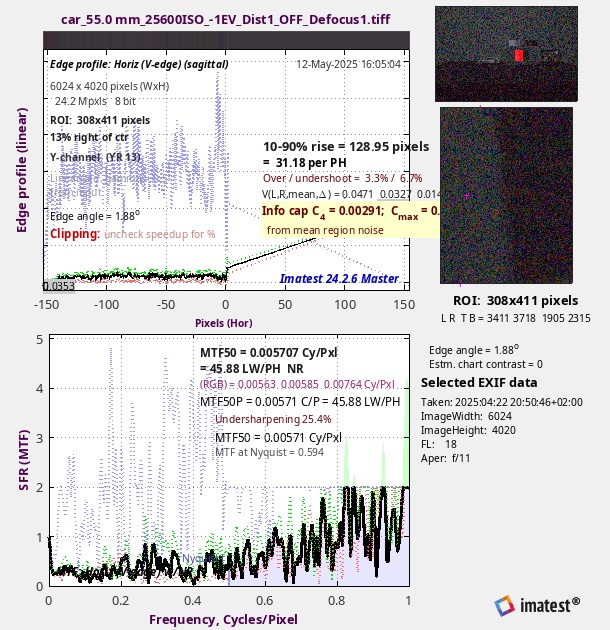 car_55.0 mm_25600ISO_-1EV_Dist1_OFF_Defocus1.tiff
Edge profile: Horiz (V-edge) (sagittal)
12-May-2025 16:05:04
6024 x 4020 pixels (WxH)
24.2 Mpxls 8 bit
ROI: 308x411 pixels
13% right of ctr
Y-channel (YR 13)
Edge angle = 1.88°
Clipping: uncheck speedup for %
10-90% rise = 128.95 pixels
= 31.18 per PH
Over / undershoot = 3.3% / 6.7%
V(L,R,mean,Δ) = 0.0471 0.0327 0.014
Info cap C4 = 0.00291; Cmax = 0.
from mean region noise
Imatest 24.2.6 Master
0.0353
Edge profile (linear)
-150 -100 -50 0 50 100 150
Pixels (Hor)
ROI: 308x411 pixels
L R T B = 3411 3718 1905 2315
Edge angle = 1.88°
Estm. chart contrast = 0
Selected EXIF data
Taken: 2025:04:22 20:50:46+02:00
ImageWidth: 6024
ImageHeight: 4020
FL: 18
Aper: f/11
MTF50 = 0.005707 Cy/Pxl
= 45.88 LW/PH NR
(RGB) = 0.00563 0.00585 0.00764 Cy/Pxl
MTF50P = 0.00571 C/P = 45.88 LW/PH
Undersharpening 25.4%
MTF50 = 0.00571 Cy/Pxl
MTF at Nyquist = 0.594
SFR (MTF)
5
4
3
2
1
0
0 0.2 0.4 0.6 0.8 1
Frequency, Cycles/Pixel
imatest®